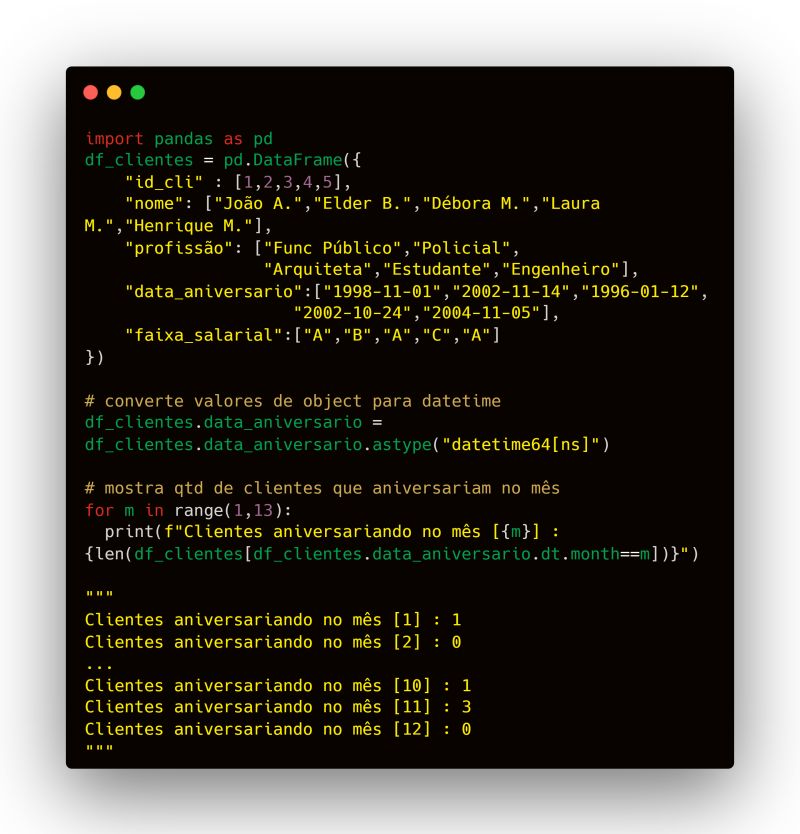 import pandas as pd
df_clientes = pd.DataFrame({
    "id_cli" : [1,2,3,4,5],
    "nome": ["João A.","Elder B.","Débora M.","Laura
M.","Henrique M."],
    "profissão": ["Func Público","Policial",
                  "Arquiteta","Estudante","Engenheiro"],
    "data_aniversario":["1998-11-01","2002-11-14","1996-01-12",
                     "2002-10-24","2004-11-05"],
    "faixa_salarial":["A","B","A","C","A"]
})

# converte valores de object para datetime
df_clientes.data_aniversario =
df_clientes.data_aniversario.astype("datetime64[ns]")

# mostra qtd de clientes que aniversariam no mês
for m in range(1,13):
  print(f"Clientes aniversariando no mês [{m}] :
{len(df_clientes[df_clientes.data_aniversario.dt.month==m])}")

"""
Clientes aniversariando no mês [1] : 1
Clientes aniversariando no mês [2] : 0
...
Clientes aniversariando no mês [10] : 1
Clientes aniversariando no mês [11] : 3
Clientes aniversariando no mês [12] : 0
"""